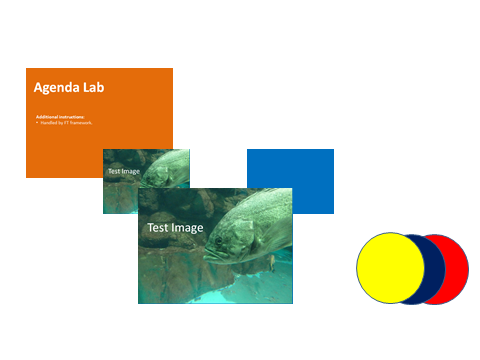 Agenda Lab
Additional instructions:
• Handled by FT framework.
Test Image
Test Image